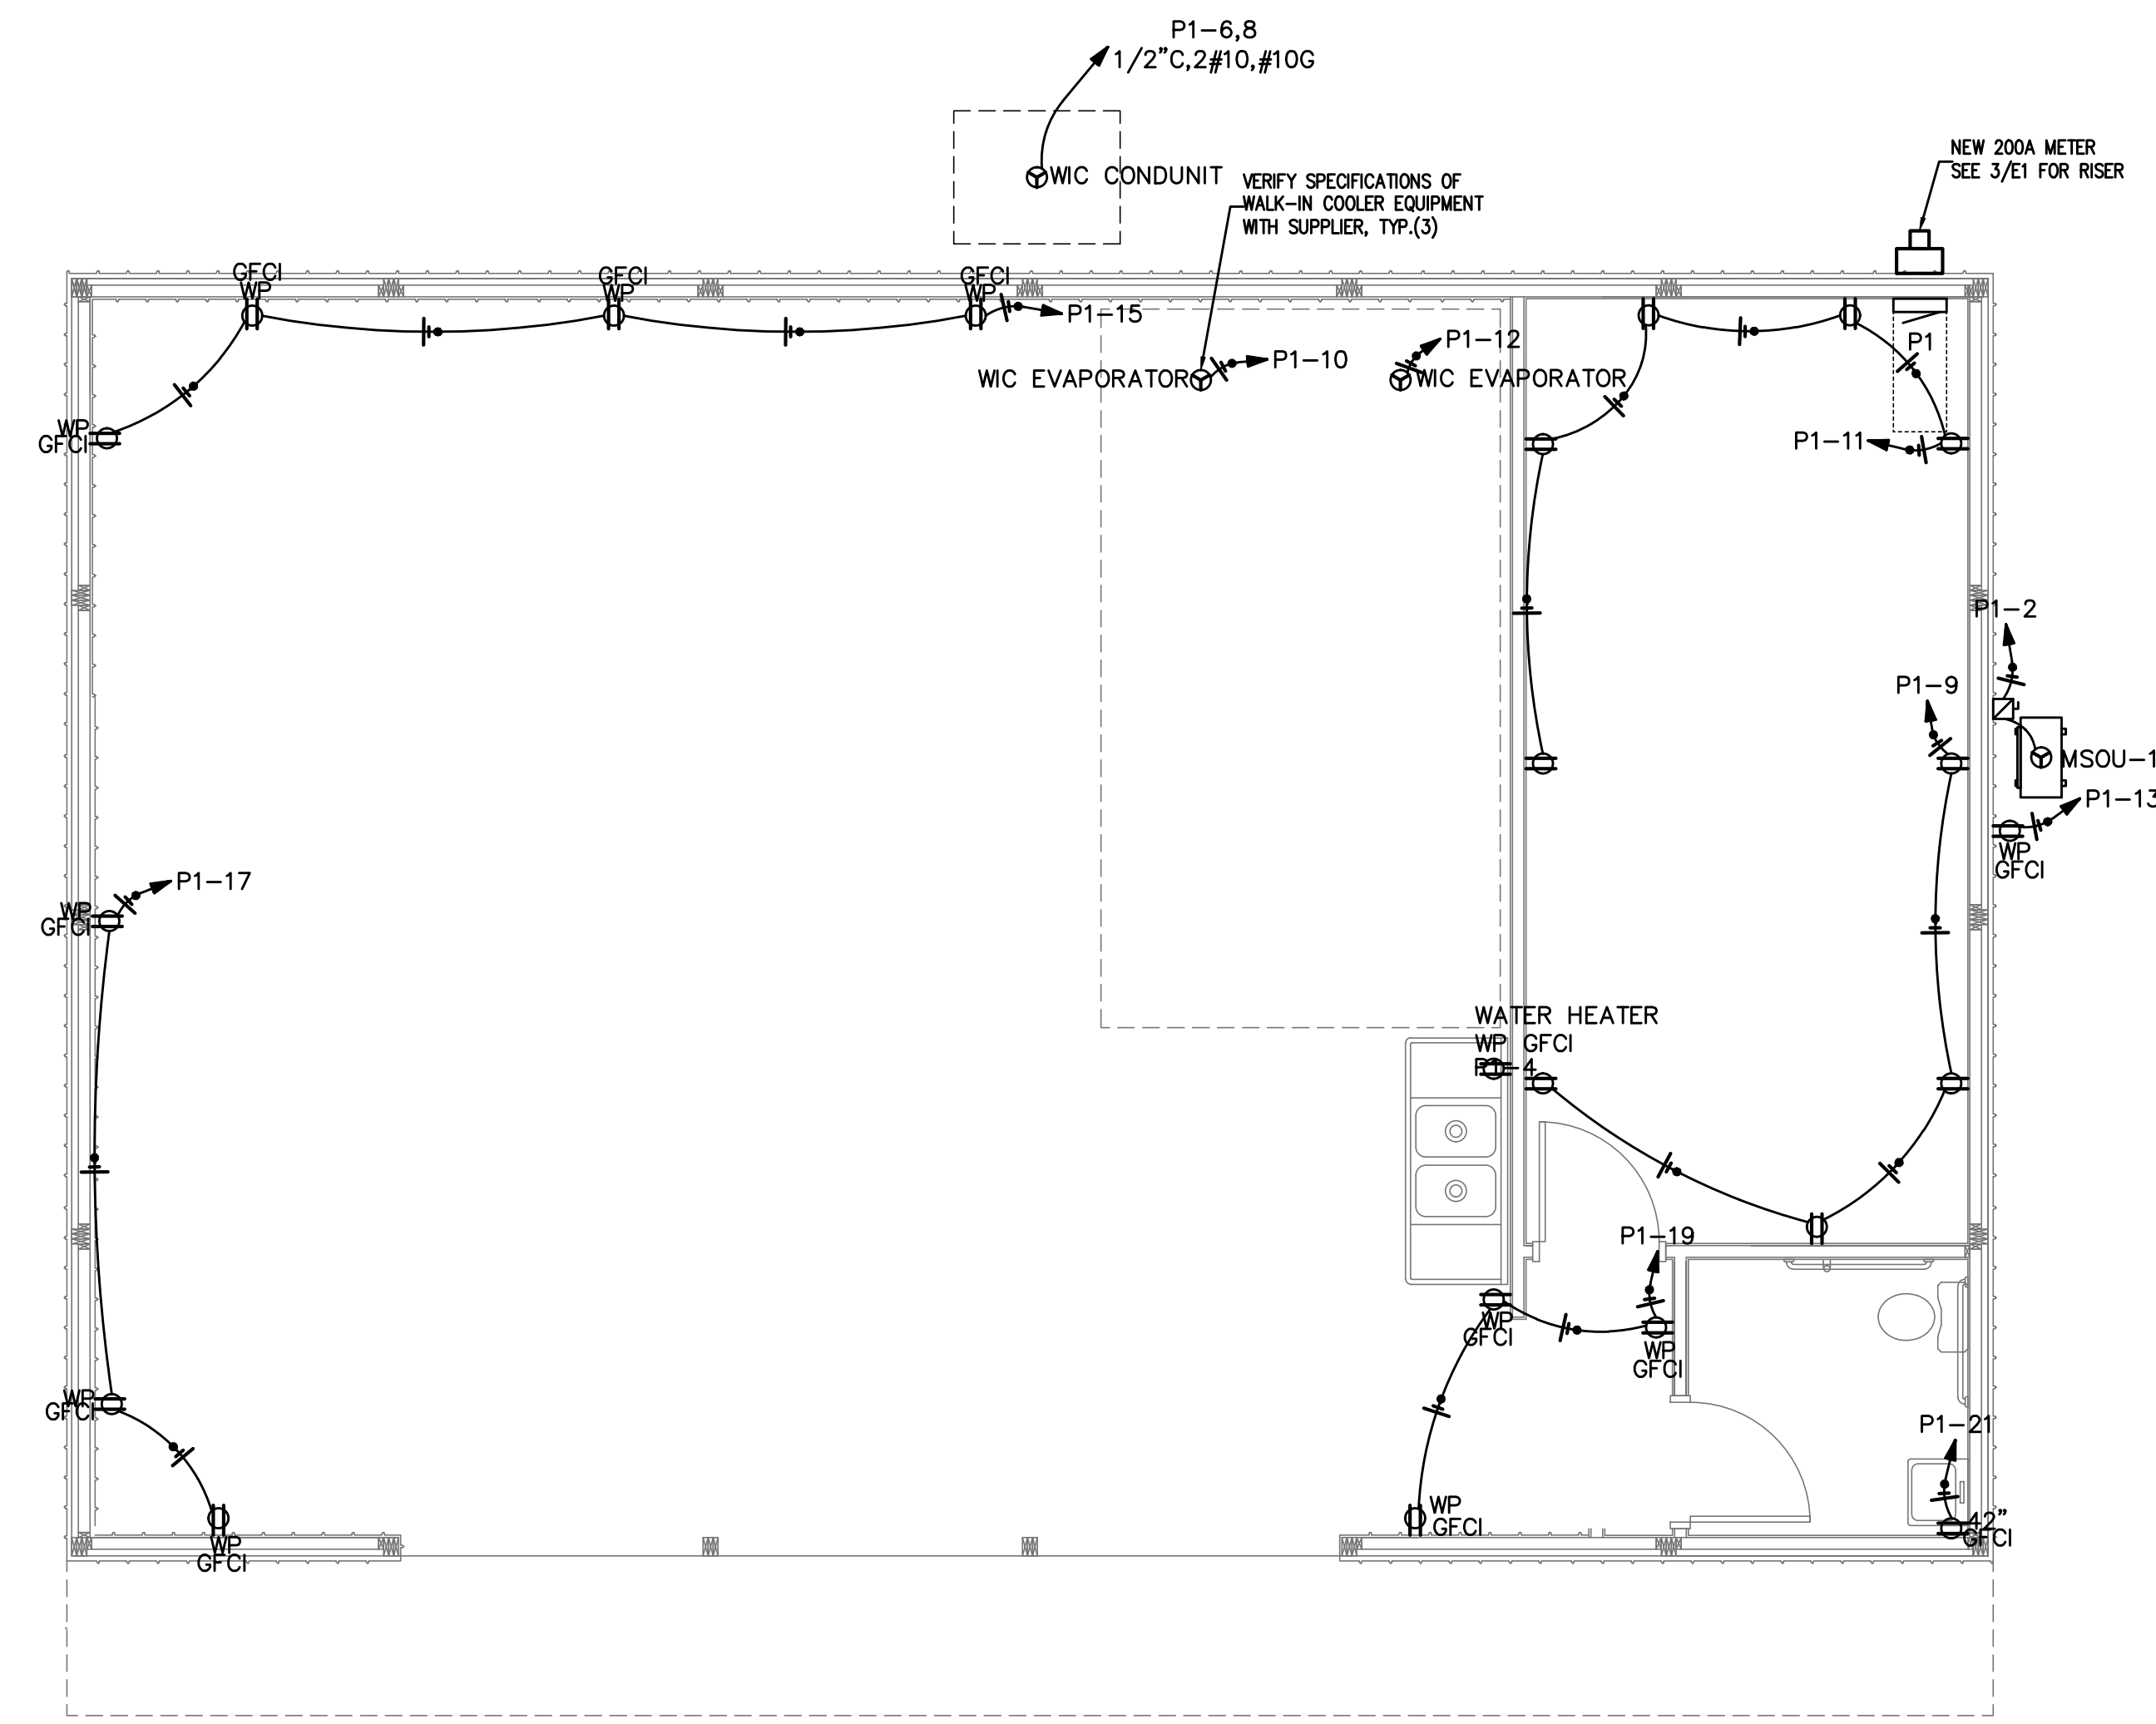 P1-6,8
1/2"C,2#10,#10G
WIC CONDUNIT
NEW 200A METER
SEE 3/E1 FOR RISER
VERIFY SPECIFICATIONS OF
WALK-IN COOLER EQUIPMENT
WITH SUPPLIER, TYP.(3)
GFCI
WP
GFCI
WP
GFCI
WP
P1-15
P1-12
P1
WIC EVAPORATOR
P1-10
WIC EVAPORATOR
WP
GFCI
P1-11
P1-2
P1-9
MSOU-1
P1-13
WP
GFCI
P1-17
WP
GFCI
WATER HEATER
WP GFCI
P1-4
P1-19
WP
GFCI
WP
GFCI
WP
GFCI
P1-21
WP
GFCI
42"
GFCI
WP
GFCI